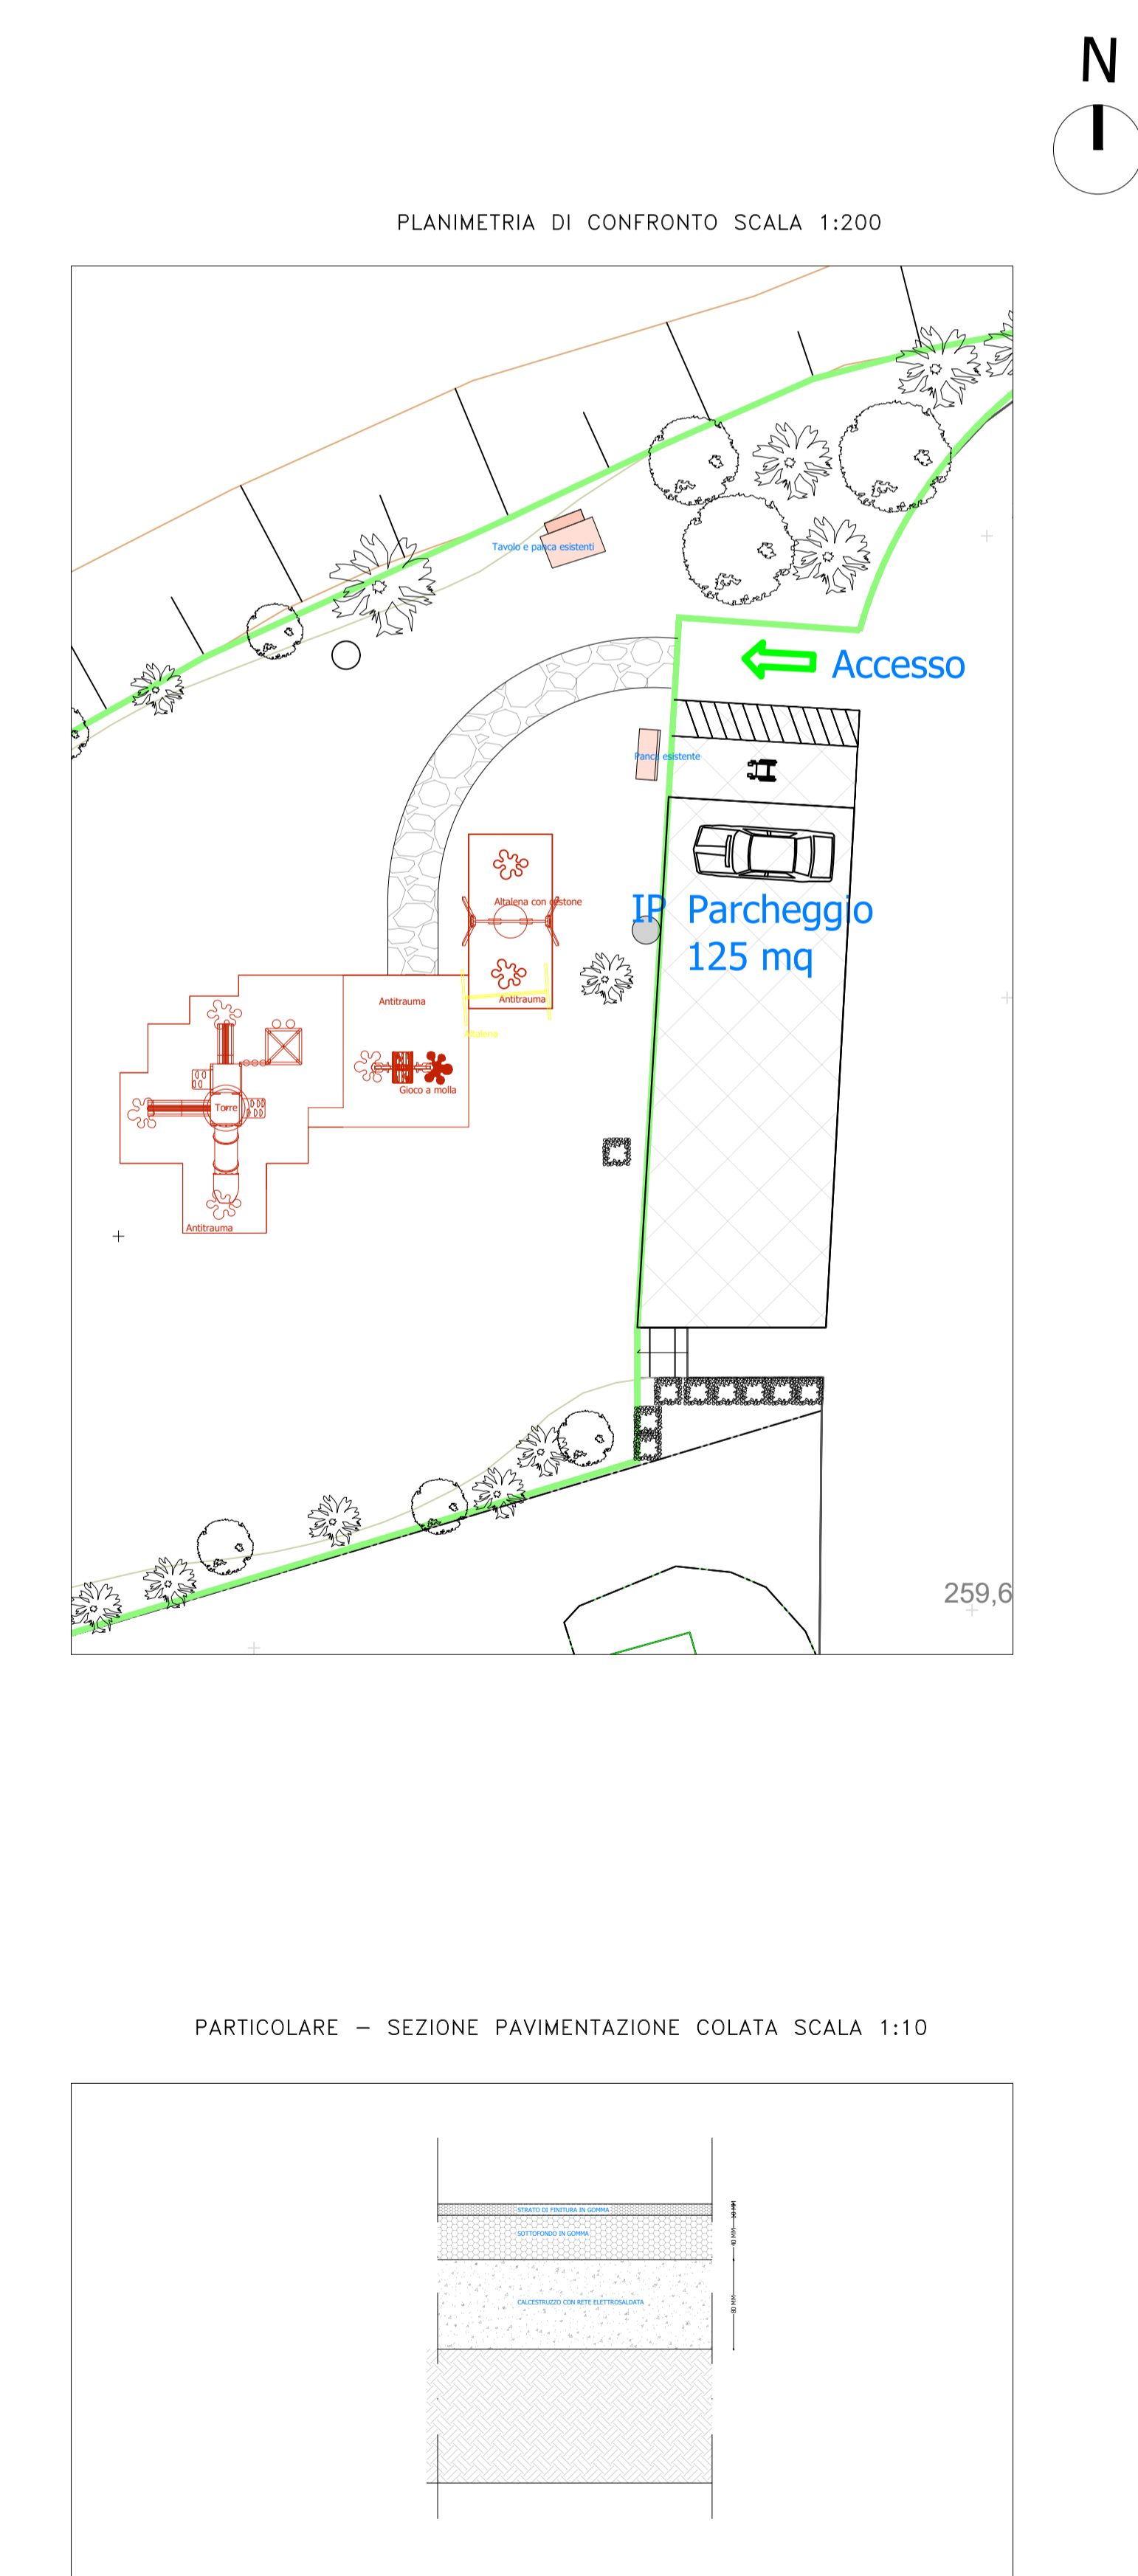 N
PLANIMETRIA DI CONFRONTO SCALA 1:200
Tavolo e panca esistenti
Accesso
Panca esistente
Altalena con cestone
IP Parcheggio
125 mq
Antitrauma
Antitrauma
Gioco a molla
Torre
Antitrauma
259,6
PARTICOLARE – SEZIONE PAVIMENTAZIONE COLATA SCALA 1:10
STRATO DI FINITURA IN GOMMA
SOTTOFONDO IN GOMMA
40 MM
CALCESTRUZZO CON RETE ELETTROSALDATA
80 MM